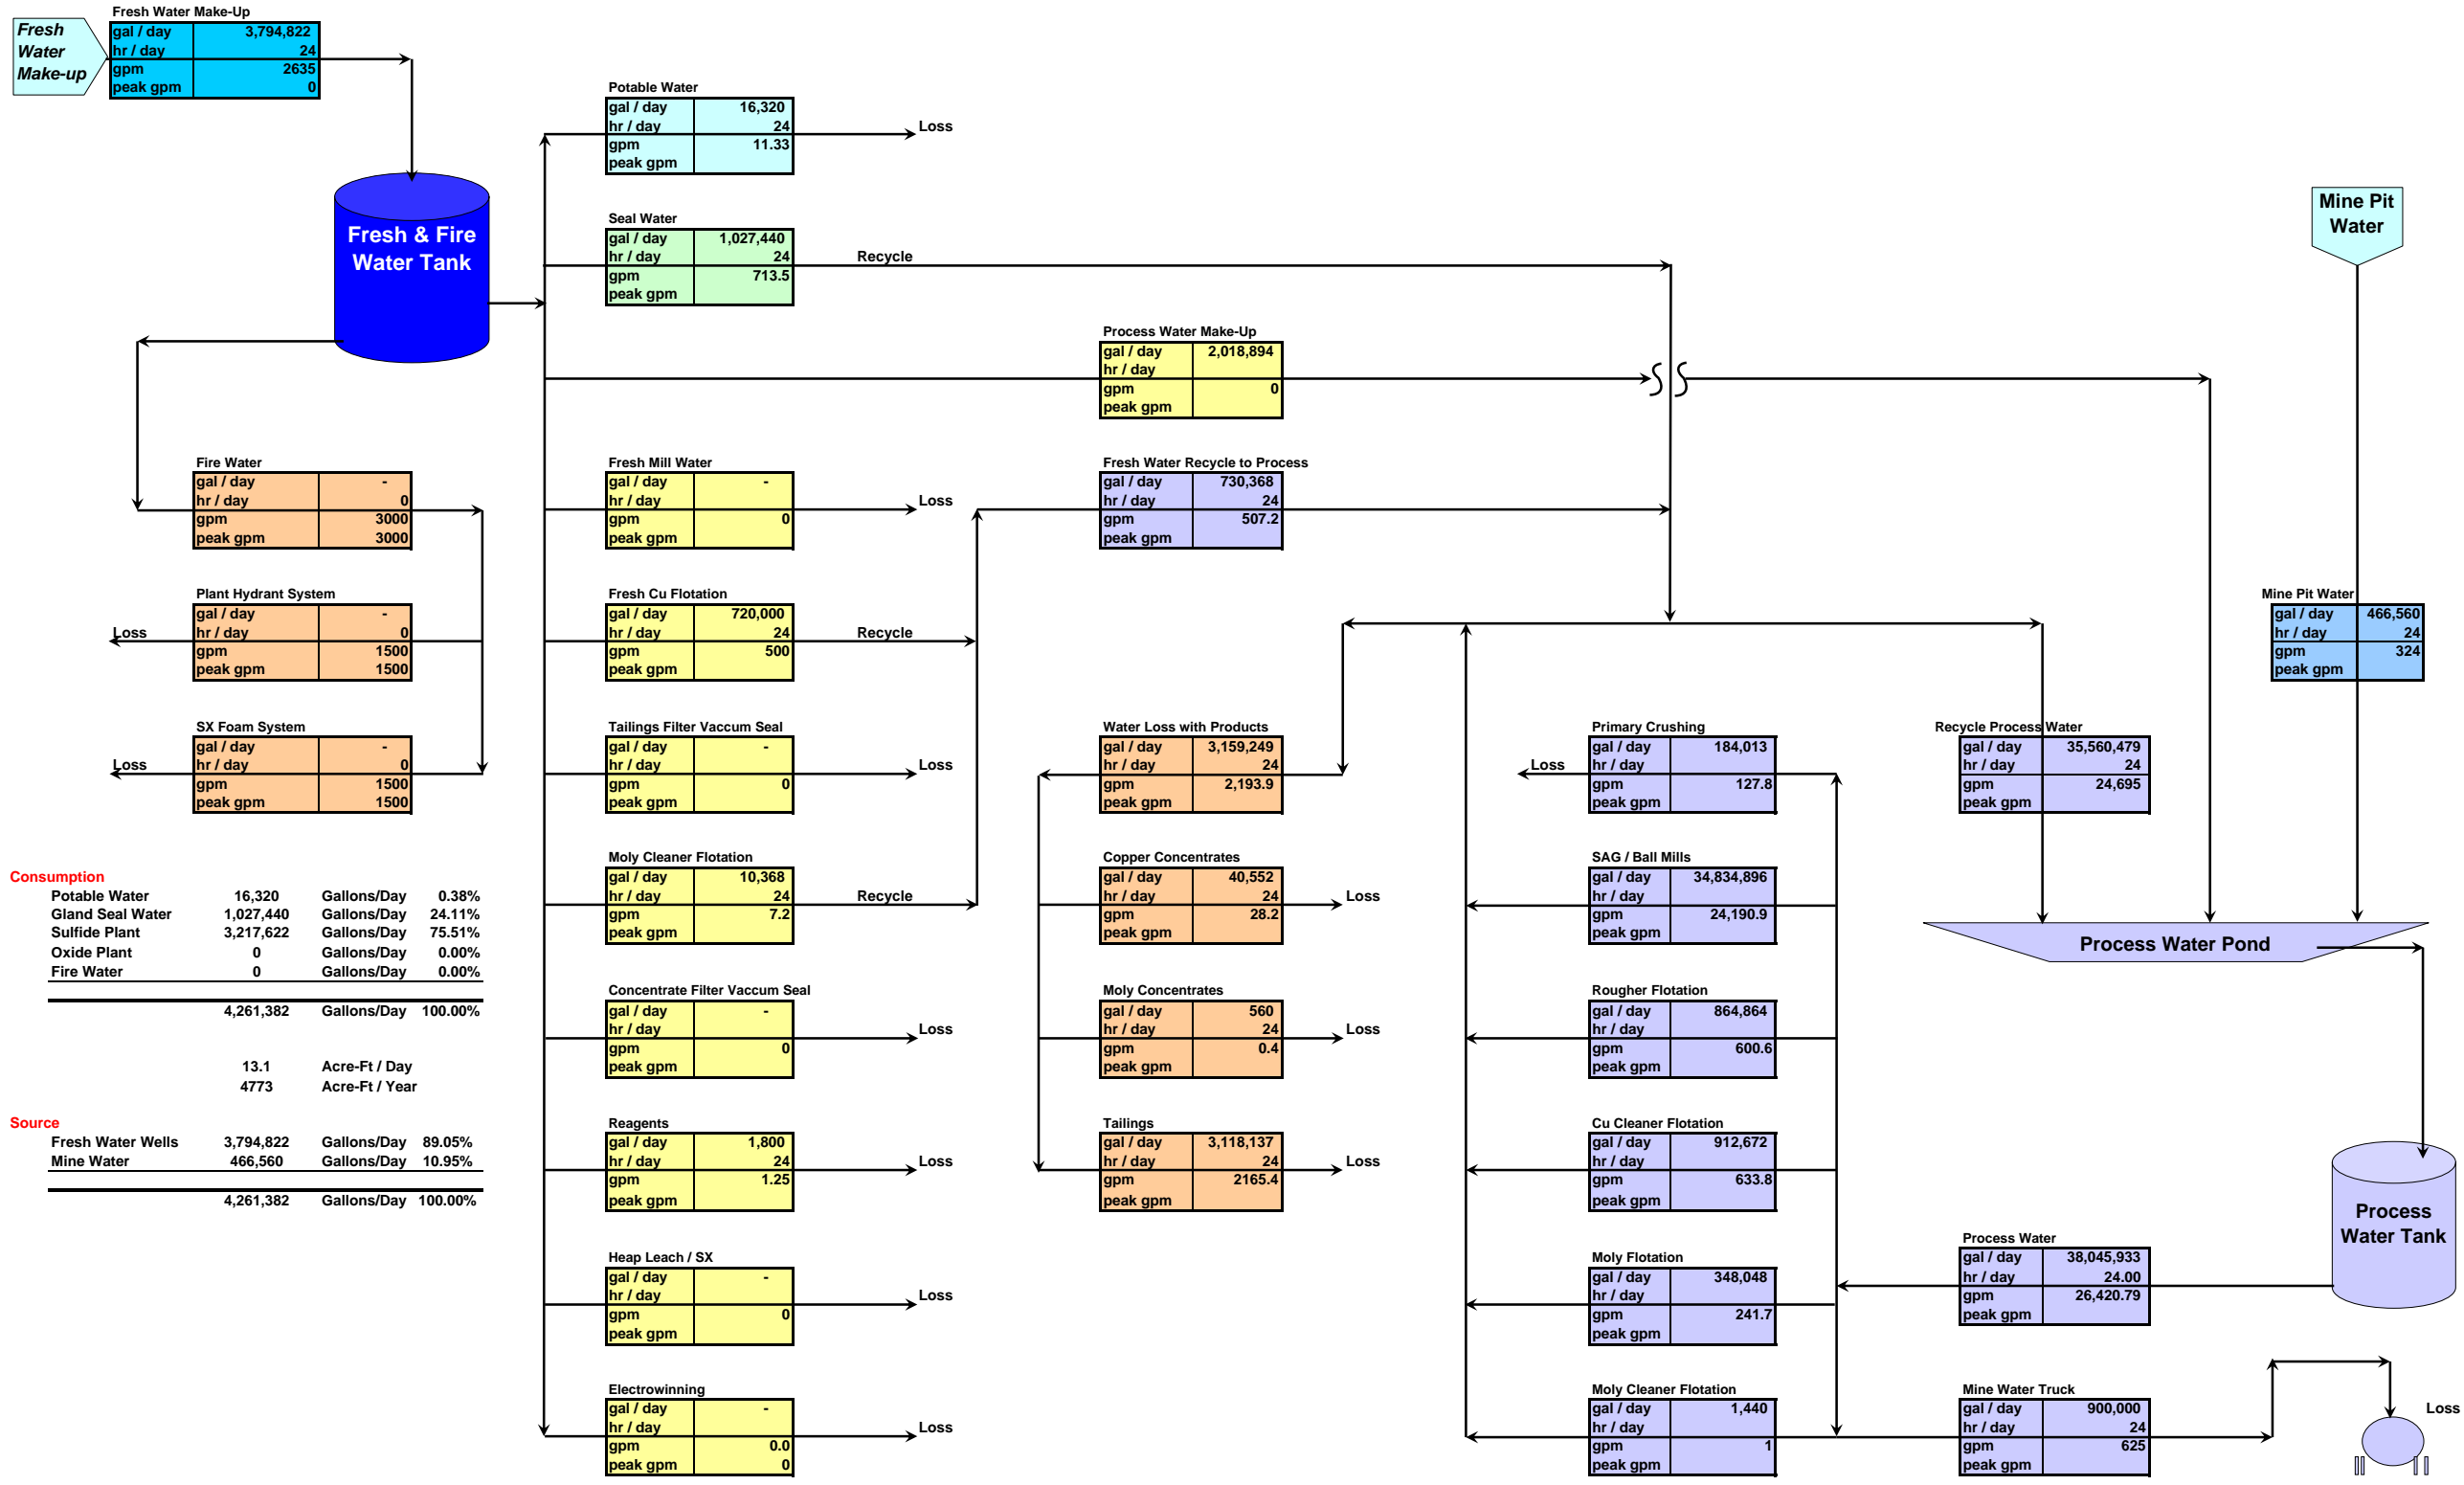 Fresh
Water
Make-up
Fresh Water Make-Up
gal / day 3,794,822
hr / day 24
gpm 2635
peak gpm 0
Potable Water
gal / day 16,320
hr / day 24
gpm 11.33
peak gpm
Loss
Fresh & Fire
Water Tank
Seal Water
gal / day 1,027,440
hr / day 24
gpm 713.5
peak gpm
Recycle
Mine Pit
Water
Process Water Make-Up
gal / day 2,018,894
hr / day
gpm 0
peak gpm
Fire Water
gal / day -
hr / day 0
gpm 3000
peak gpm 3000
Fresh Mill Water
gal / day -
hr / day
gpm 0
peak gpm
Loss
Fresh Water Recycle to Process
gal / day 730,368
hr / day 24
gpm 507.2
peak gpm
Plant Hydrant System
gal / day -
hr / day 0
gpm 1500
peak gpm 1500
Loss
Fresh Cu Flotation
gal / day 720,000
hr / day 24
gpm 500
peak gpm
Recycle
Mine Pit Water
gal / day 466,560
hr / day 24
gpm 324
peak gpm
SX Foam System
gal / day -
hr / day 0
gpm 1500
peak gpm 1500
Loss
Tailings Filter Vaccum Seal
gal / day -
hr / day
gpm 0
peak gpm
Loss
Water Loss with Products
gal / day 3,159,249
hr / day 24
gpm 2,193.9
peak gpm
Primary Crushing
gal / day 184,013
hr / day
gpm 127.8
peak gpm
Loss
Recycle Process Water
gal / day 35,560,479
hr / day 24
gpm 24,695
peak gpm
Moly Cleaner Flotation
gal / day 10,368
hr / day 24
gpm 7.2
peak gpm
Recycle
Copper Concentrates
gal / day 40,552
hr / day 24
gpm 28.2
peak gpm
Loss
SAG / Ball Mills
gal / day 34,834,896
hr / day
gpm 24,190.9
peak gpm
Process Water Pond
Consumption
Potable Water 16,320 Gallons/Day 0.38%
Gland Seal Water 1,027,440 Gallons/Day 24.11%
Sulfide Plant 3,217,622 Gallons/Day 75.51%
Oxide Plant 0 Gallons/Day 0.00%
Fire Water 0 Gallons/Day 0.00%
4,261,382 Gallons/Day 100.00%
13.1 Acre-Ft / Day
4773 Acre-Ft / Year
Source
Fresh Water Wells 3,794,822 Gallons/Day 89.05%
Mine Water 466,560 Gallons/Day 10.95%
4,261,382 Gallons/Day 100.00%
Concentrate Filter Vaccum Seal
gal / day -
hr / day
gpm 0
peak gpm
Loss
Moly Concentrates
gal / day 560
hr / day 24
gpm 0.4
peak gpm
Loss
Rougher Flotation
gal / day 864,864
hr / day
gpm 600.6
peak gpm
Reagents
gal / day 1,800
hr / day 24
gpm 1.25
peak gpm
Loss
Tailings
gal / day 3,118,137
hr / day 24
gpm 2165.4
peak gpm
Loss
Cu Cleaner Flotation
gal / day 912,672
hr / day
gpm 633.8
peak gpm
Process
Water Tank
Heap Leach / SX
gal / day -
hr / day
gpm 0
peak gpm
Loss
Moly Flotation
gal / day 348,048
hr / day
gpm 241.7
peak gpm
Process Water
gal / day 38,045,933
hr / day 24.00
gpm 26,420.79
peak gpm
Electrowinning
gal / day -
hr / day
gpm 0.0
peak gpm 0
Loss
Moly Cleaner Flotation
gal / day 1,440
hr / day
gpm 1
peak gpm
Mine Water Truck
gal / day 900,000
hr / day 24
gpm 625
peak gpm
Loss